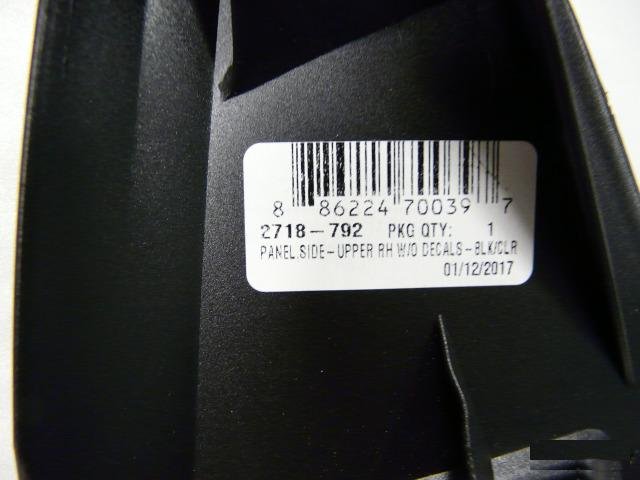 8 86224 70039 7
2718-792 PKG QTY: 1
PANEL.SIDE-UPPER RH W/O DECALS-BLK/CLR
01/12/2017